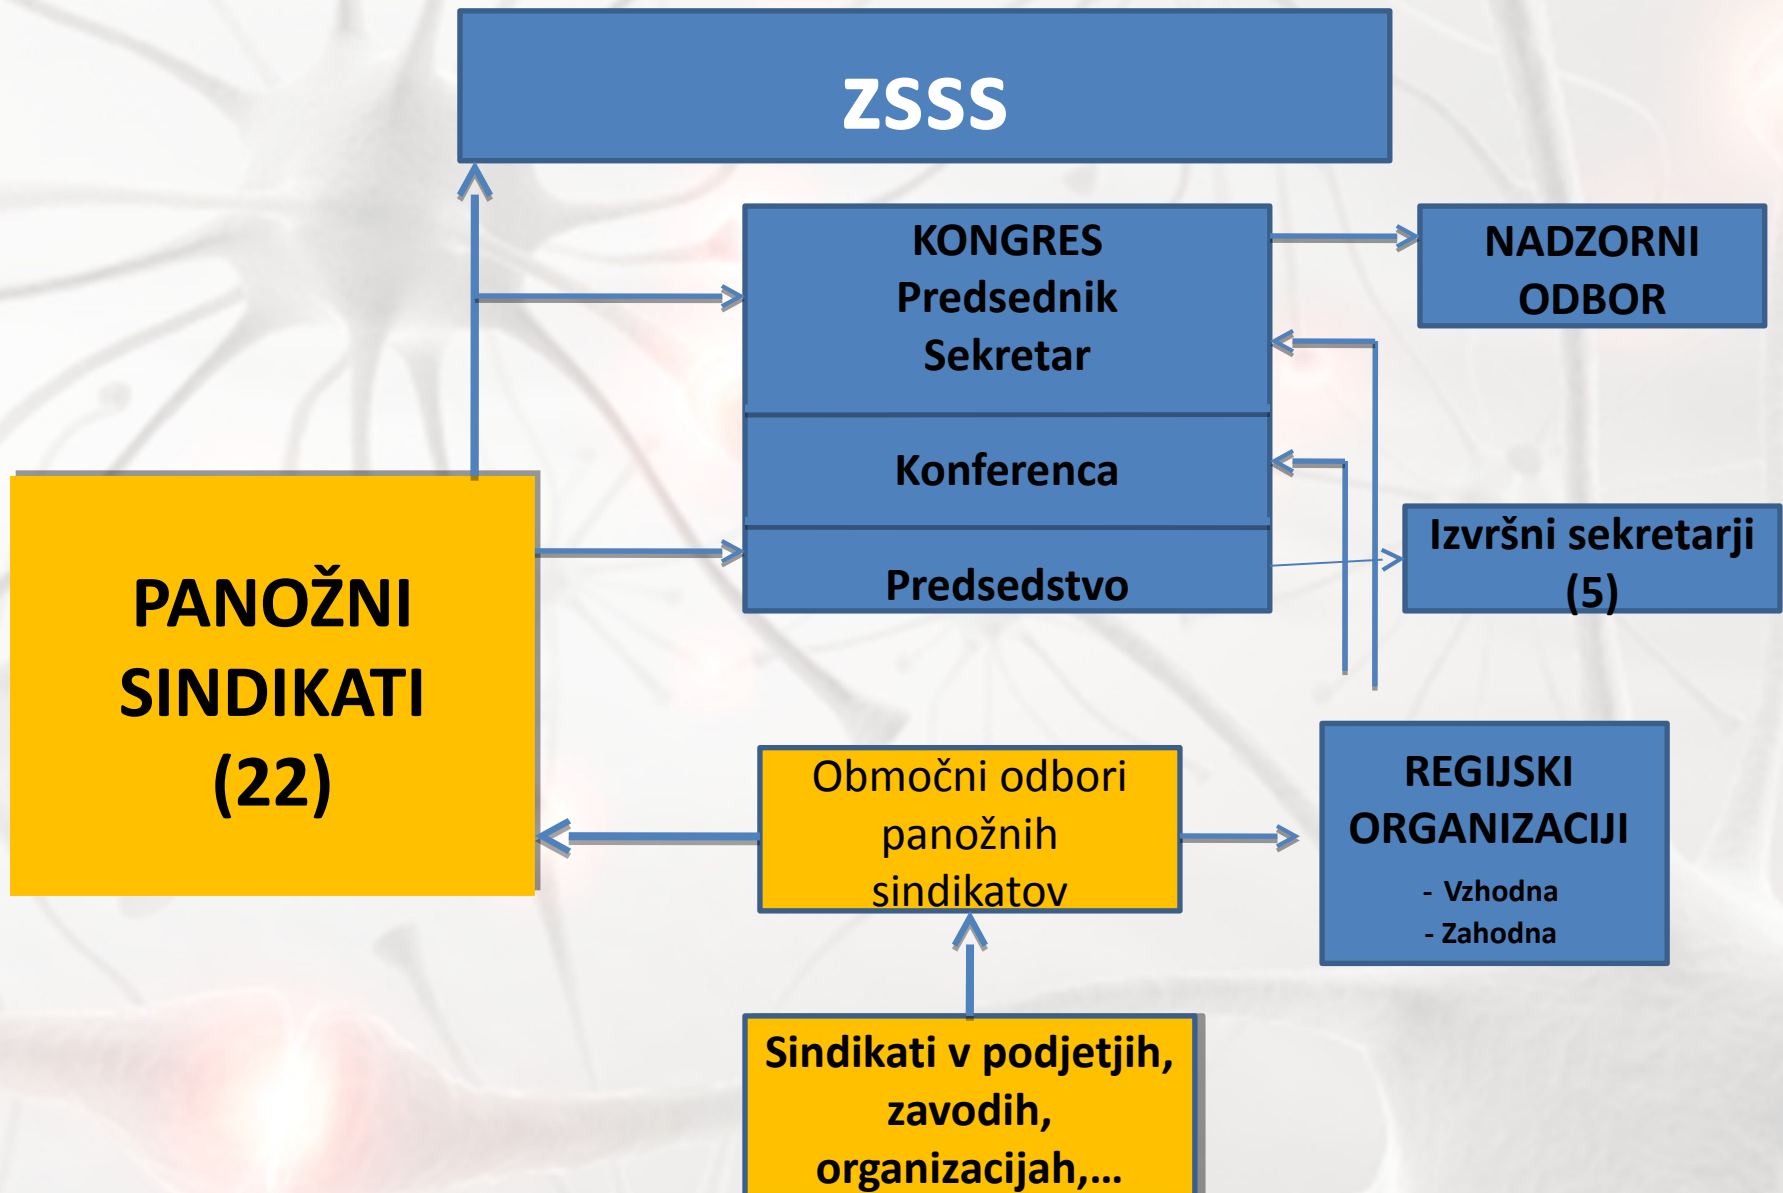 ZSSS
KONGRES
Predsednik
Sekretar
Konferenca
Predsedstvo
NADZORNI
ODBOR
Izvršni sekretarji
(5)
PANOŽNI
SINDIKATI
(22)
Območni odbori
panožnih
sindikatov
REGIJSKI
ORGANIZACIJI
- Vzhodna
- Zahodna
Sindikati v podjetjih,
zavodih,
organizacijah,...